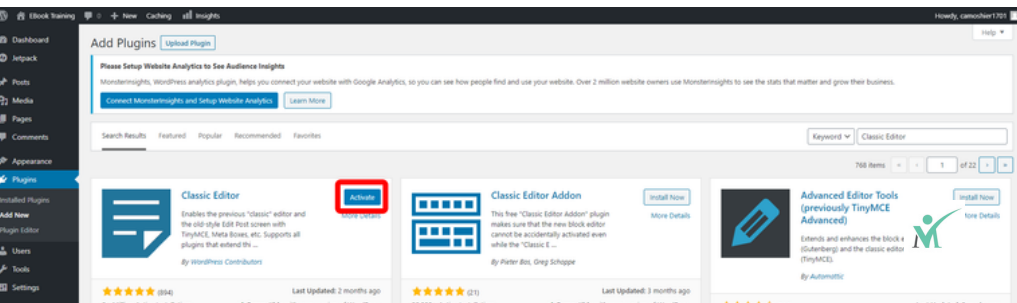 EBook Training 0 + New Caching Insights Howdy, camoshier1701
Help
Dashboard
Jetpack
Posts
Media
Pages
Comments
Appearance
Plugins
Installed Plugins
Add New
Plugin Editor
Users
Tools
Settings
Add Plugins Upload Plugin
Please Setup Website Analytics to See Audience Insights
MonsterInsights, WordPress analytics plugin, helps you connect your website with Google Analytics, so you can see how people find and use your website. Over 2 million website owners use MonsterInsights to see the stats that matter and grow their business.
Connect MonsterInsights and Setup Website Analytics Learn More
Search Results Featured Popular Recommended Favorites Keyword Classic Editor
768 items « ‹ 1 of 22 › »
Classic Editor
Activate
More Details
Enables the previous "classic" editor and
the old-style Edit Post screen with
TinyMCE, Meta Boxes, etc. Supports all
plugins that extend thi ...
By WordPress Contributors
(894) Last Updated: 2 months ago
Classic Editor Addon
Install Now
More Details
This free "Classic Editor Addon" plugin
makes sure that the new block editor
cannot be accidentally activated even
while the "Classic E ...
By Pieter Bos, Greg Schoppe
(21) Last Updated: 3 months ago
Advanced Editor Tools
(previously TinyMCE
Advanced)
Install Now
More Details
Extends and enhances the block e
(Gutenberg) and the classic editor
(TinyMCE).
By Automattic